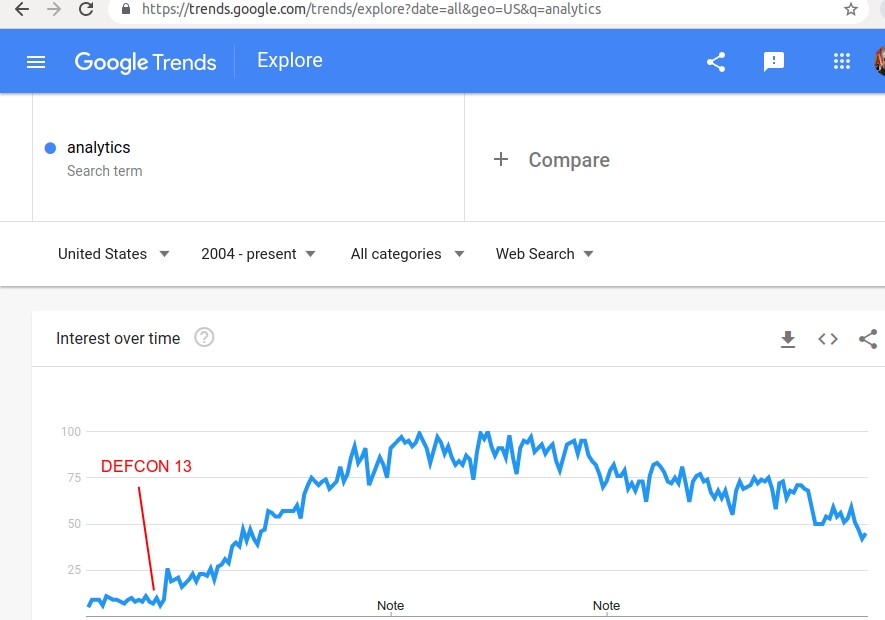 https://trends.google.com/trends/explore?date=all&geo=US&q=analytics
Google Trends
Explore
analytics
Search term
+ Compare
United States
2004 - present
All categories
Web Search
Interest over time
?
100
75
50
25
DEFCON 13
Note
Note